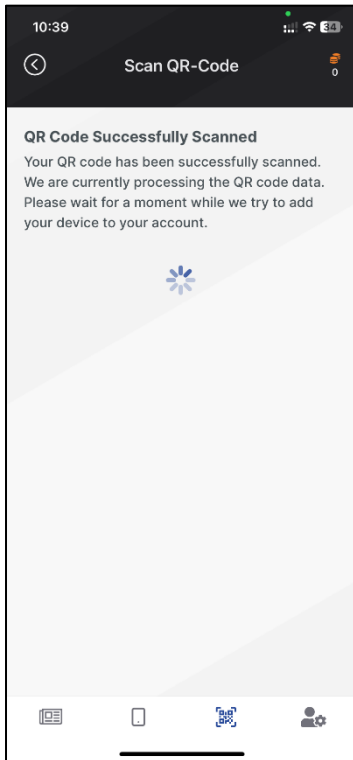 10:39
34
Scan QR-Code
0
QR Code Successfully Scanned
Your QR code has been successfully scanned.
We are currently processing the QR code data.
Please wait for a moment while we try to add
your device to your account.